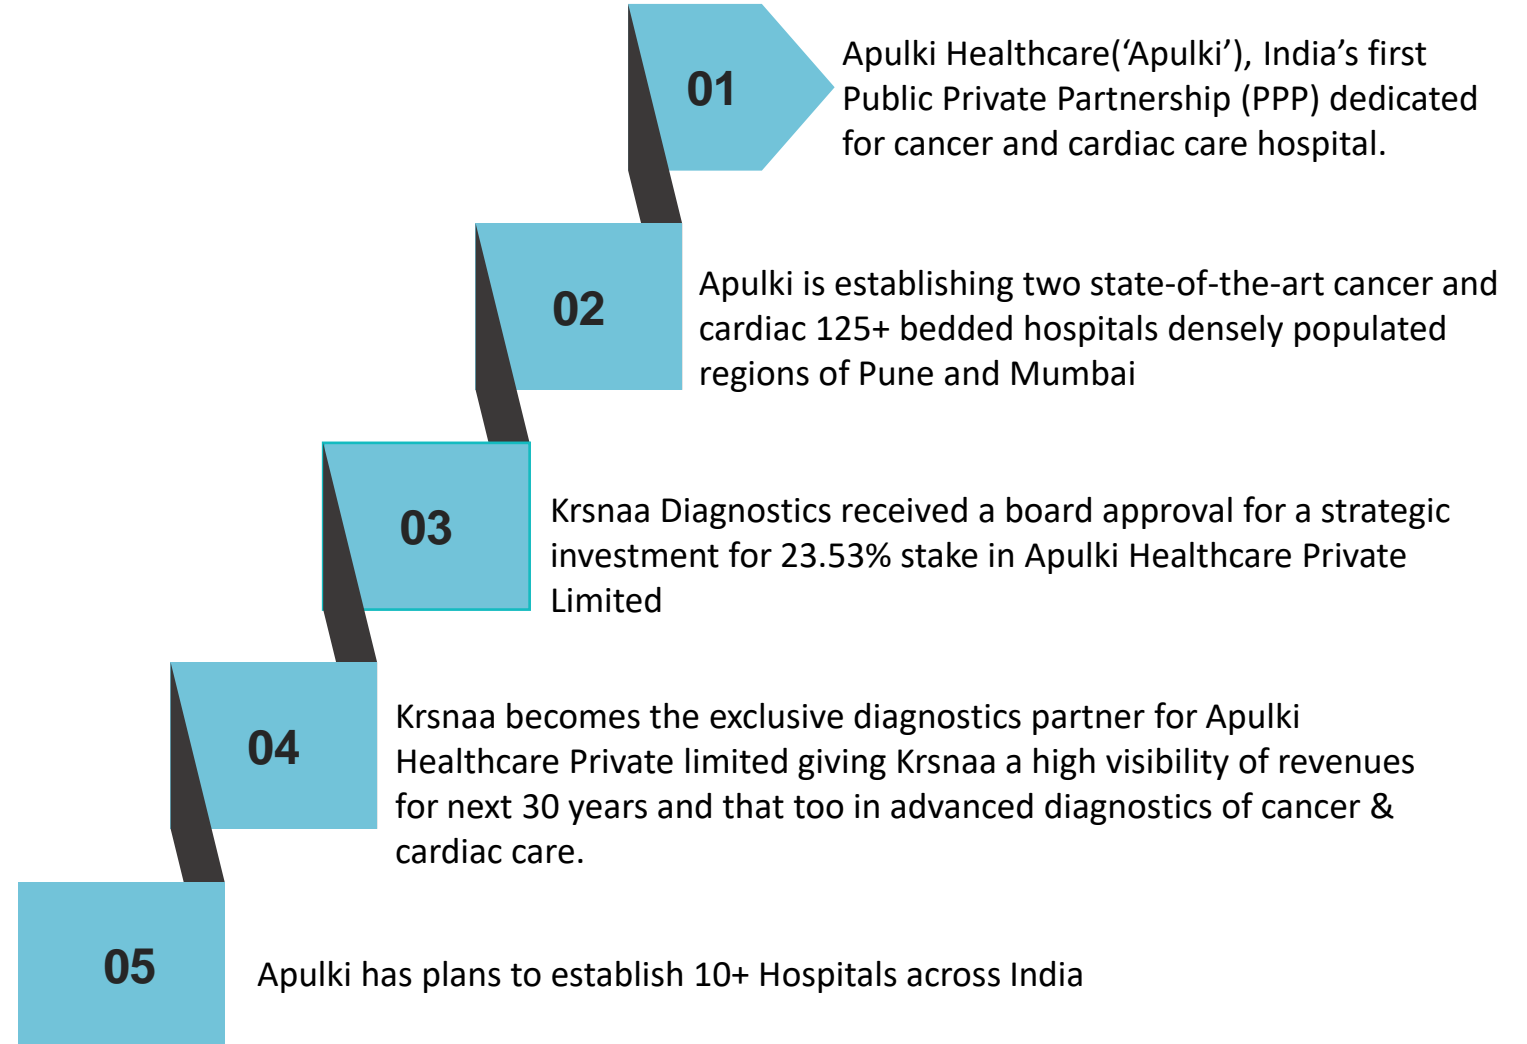 01
Apulki Healthcare(‘Apulki’), India’s first
Public Private Partnership (PPP) dedicated
for cancer and cardiac care hospital.
02
Apulki is establishing two state-of-the-art cancer and
cardiac 125+ bedded hospitals densely populated
regions of Pune and Mumbai
03
Krsnaa Diagnostics received a board approval for a strategic
investment for 23.53% stake in Apulki Healthcare Private
Limited
04
Krsnaa becomes the exclusive diagnostics partner for Apulki
Healthcare Private limited giving Krsnaa a high visibility of revenues
for next 30 years and that too in advanced diagnostics of cancer &
cardiac care.
05
Apulki has plans to establish 10+ Hospitals across India